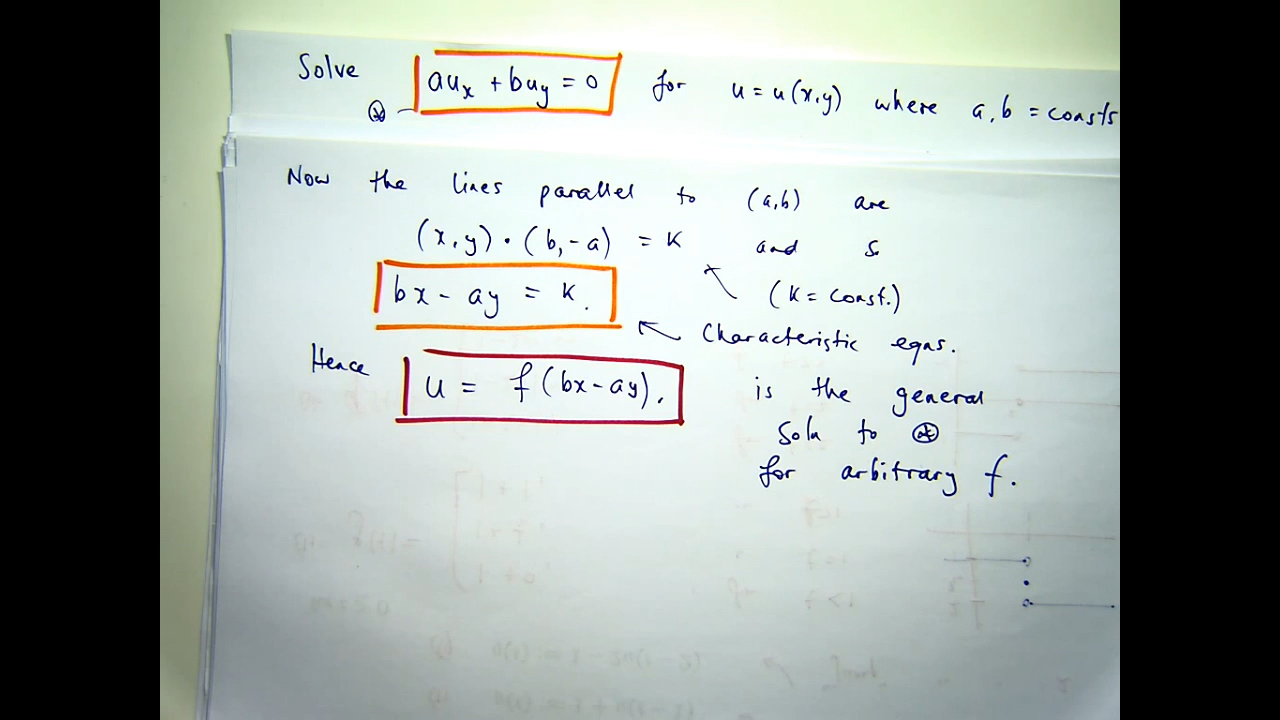 Solve au_x + bu_y = 0 for u = u(x,y) where a, b = consts
⊛
Now the lines parallel to (a,b) are
(x, y) • (b, -a) = K and so
(K = const.)
bx - ay = K.
Characteristic eqns.
Hence u = f(bx - ay). is the general
soln to ⊛
for arbitrary f.